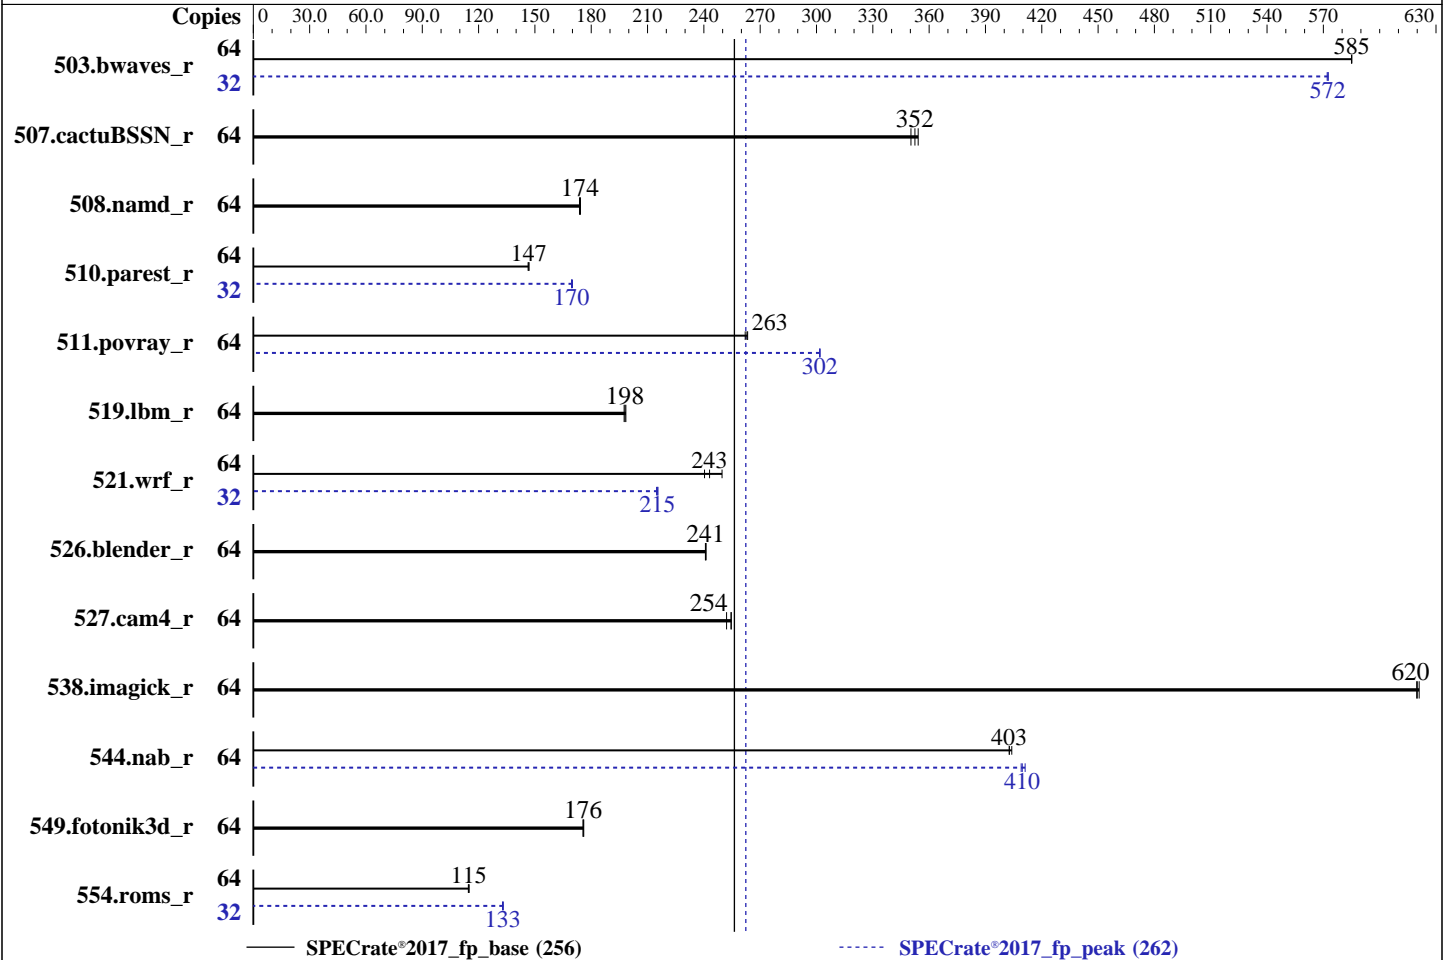 Copies 0 30.0 60.0 90.0 120 150 180 210 240 270 300 330 360 390 420 450 480 510 540 570 630
503.bwaves_r 64 585
32 572
507.cactuBSSN_r 64 352
508.namd_r 64 174
510.parest_r 64 147
32 170
511.povray_r 64 263
302
519.lbm_r 64 198
521.wrf_r 64 243
32 215
526.blender_r 64 241
527.cam4_r 64 254
538.imagick_r 64 620
544.nab_r 64 403
410
549.fotonik3d_r 64 176
554.roms_r 64 115
32 133
SPECrate®2017_fp_base (256) SPECrate®2017_fp_peak (262)